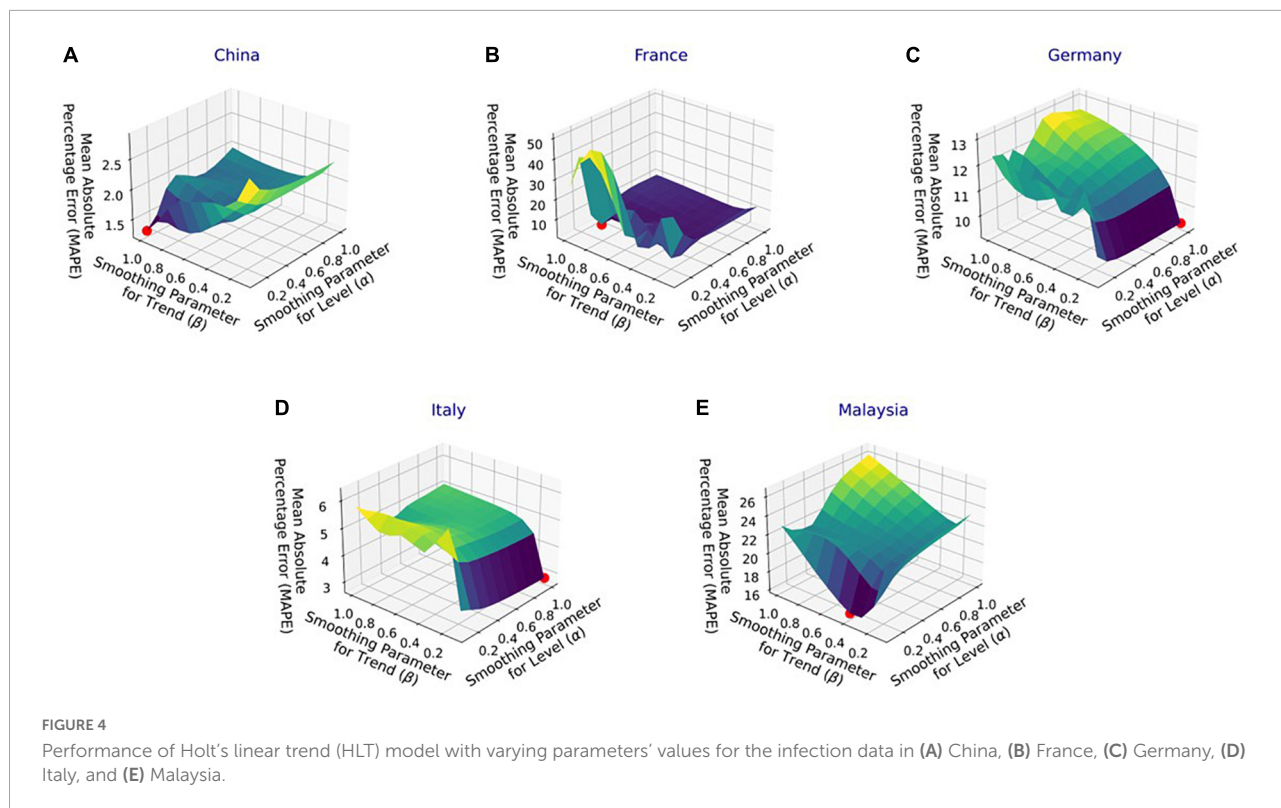 A
China
Mean Absolute
Percentage Error (MAPE)
2.5
2.0
1.5
1.0
0.8
0.6
0.4
0.2
Smoothing Parameter
for Trend (β)
0.2
0.4
0.6
0.8
1.0
Smoothing Parameter
for Level (α)
B
France
Mean Absolute
Percentage Error (MAPE)
50
40
30
20
10
1.0
0.8
0.6
0.4
0.2
Smoothing Parameter
for Trend (β)
0.2
0.4
0.6
0.8
1.0
Smoothing Parameter
for Level (α)
C
Germany
Mean Absolute
Percentage Error (MAPE)
13
12
11
10
1.0
0.8
0.6
0.4
0.2
Smoothing Parameter
for Trend (β)
0.2
0.4
0.6
0.8
1.0
Smoothing Parameter
for Level (α)
D
Italy
Mean Absolute
Percentage Error (MAPE)
6
5
4
3
1.0
0.8
0.6
0.4
0.2
Smoothing Parameter
for Trend (β)
0.2
0.4
0.6
0.8
1.0
Smoothing Parameter
for Level (α)
E
Malaysia
Mean Absolute
Percentage Error (MAPE)
26
24
22
20
18
16
1.0
0.8
0.6
0.4
0.2
Smoothing Parameter
for Trend (β)
0.2
0.4
0.6
0.8
1.0
Smoothing Parameter
for Level (α)
FIGURE 4
Performance of Holt's linear trend (HLT) model with varying parameters' values for the infection data in (A) China, (B) France, (C) Germany, (D)
Italy, and (E) Malaysia.